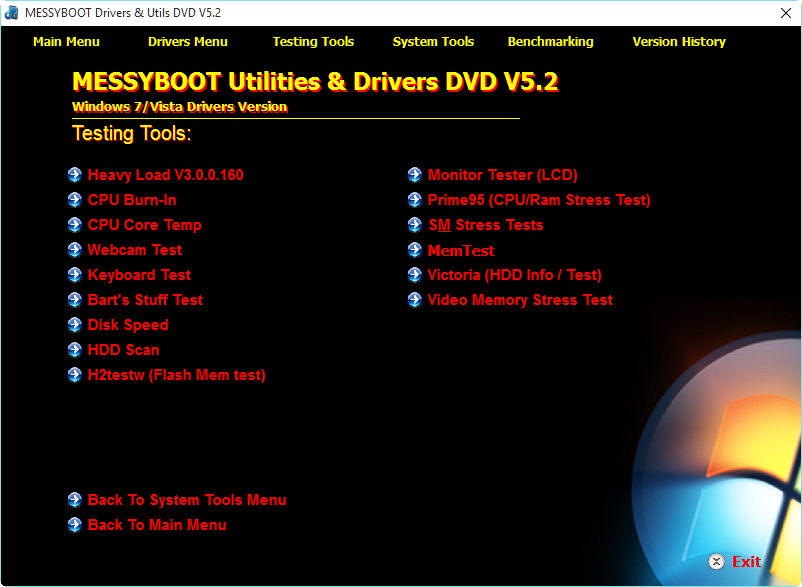 MESSYBOOT Drivers & Utils DVD V5.2
Main Menu Drivers Menu Testing Tools System Tools Benchmarking Version History
MESSYBOOT Utilities & Drivers DVD V5.2
Windows 7/Vista Drivers Version
Testing Tools:
Heavy Load V3.0.0.160
CPU Burn-In
CPU Core Temp
Webcam Test
Keyboard Test
Bart's Stuff Test
Disk Speed
HDD Scan
H2testw (Flash Mem test)
Monitor Tester (LCD)
Prime95 (CPU/Ram Stress Test)
SM Stress Tests
MemTest
Victoria (HDD Info / Test)
Video Memory Stress Test
Back To System Tools Menu
Back To Main Menu
Exit